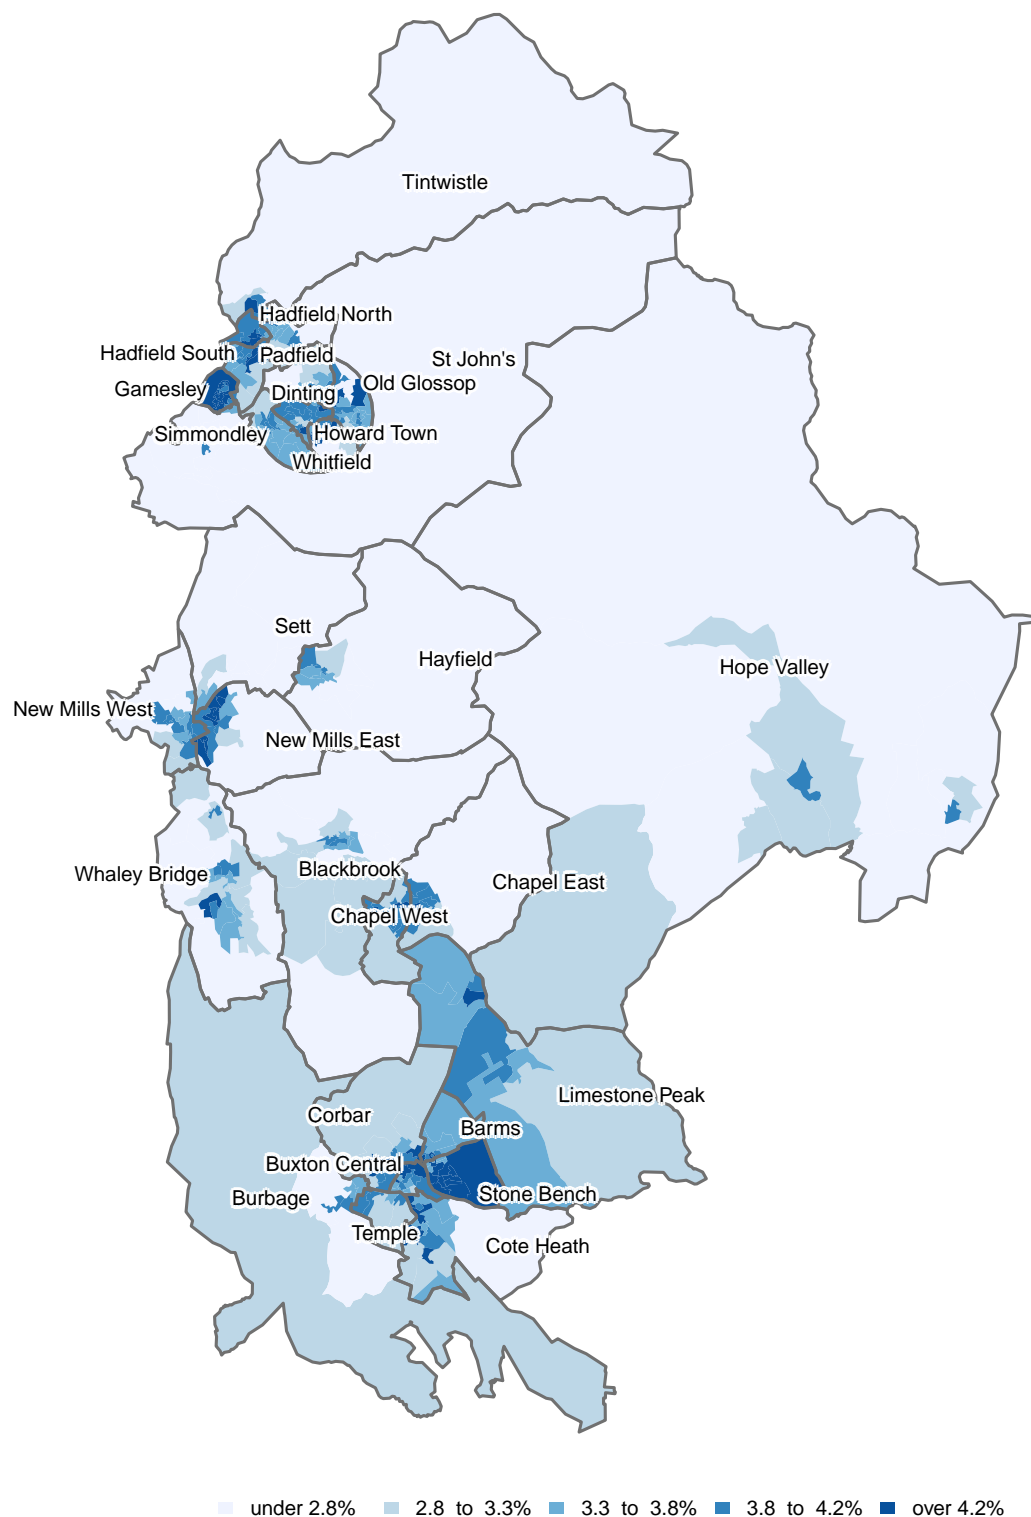 Tintwistle
Hadfield North
Hadfield South
Padfield
St John's
Gamesley
Dinting
Old Glossop
Simmondley
Howard Town
Whitfield
Sett
Hayfield
Hope Valley
New Mills West
New Mills East
Whaley Bridge
Blackbrook
Chapel East
Chapel West
Limestone Peak
Corbar
Barms
Buxton Central
Burbage
Stone Bench
Temple
Cote Heath
under 2.8% 2.8 to 3.3% 3.3 to 3.8% 3.8 to 4.2% over 4.2%